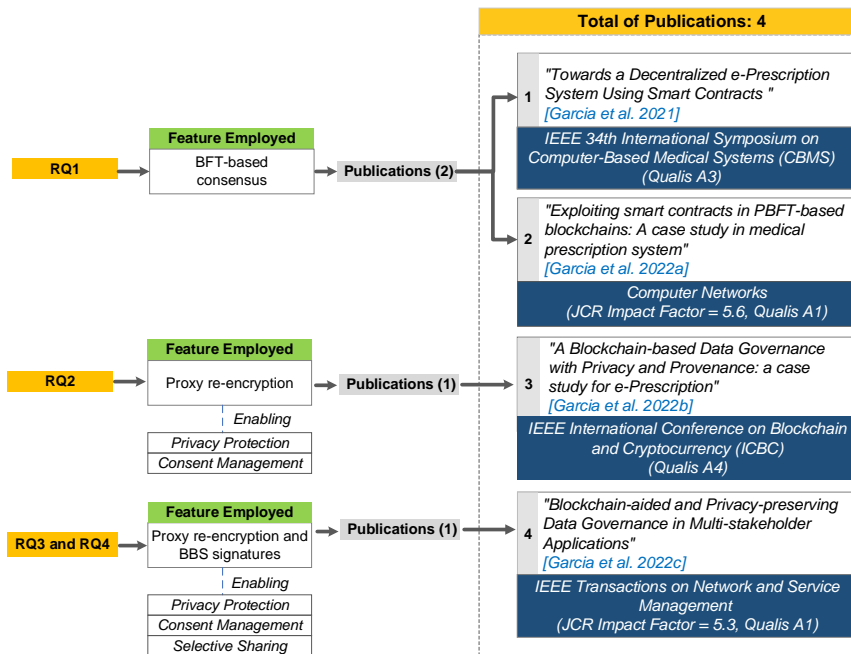 Total of Publications: 4
RQ1
Feature Employed
BFT-based
consensus
Publications (2)
1
"Towards a Decentralized e-Prescription
System Using Smart Contracts "
[Garcia et al. 2021]
IEEE 34th International Symposium on
Computer-Based Medical Systems (CBMS)
(Qualis A3)
2
"Exploiting smart contracts in PBFT-based
blockchains: A case study in medical
prescription system"
[Garcia et al. 2022a]
Computer Networks
(JCR Impact Factor = 5.6, Qualis A1)
RQ2
Feature Employed
Proxy re-encryption
Enabling
Privacy Protection
Consent Management
Publications (1)
3
"A Blockchain-based Data Governance
with Privacy and Provenance: a case
study for e-Prescription"
[Garcia et al. 2022b]
IEEE International Conference on Blockchain
and Cryptocurrency (ICBC)
(Qualis A4)
RQ3 and RQ4
Feature Employed
Proxy re-encryption and
BBS signatures
Enabling
Privacy Protection
Consent Management
Selective Sharing
Publications (1)
4
"Blockchain-aided and Privacy-preserving
Data Governance in Multi-stakeholder
Applications"
[Garcia et al. 2022c]
IEEE Transactions on Network and Service
Management
(JCR Impact Factor = 5.3, Qualis A1)